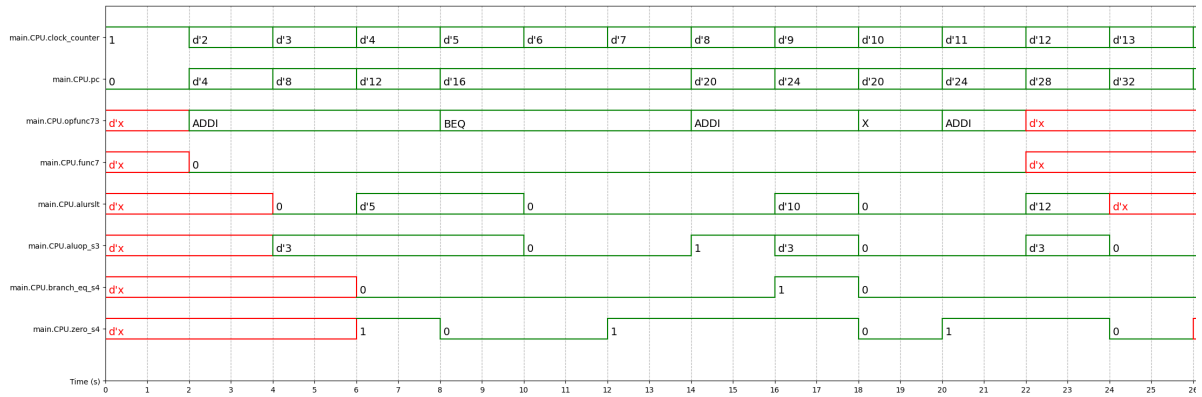 main.CPU.clock_counter 1 d'2 d'3 d'4 d'5 d'6 d'7 d'8 d'9 d'10 d'11 d'12 d'13
main.CPU.pc 0 d'4 d'8 d'12 d'16 d'20 d'24 d'20 d'24 d'28 d'32
main.CPU.opfunc73 d'x ADDI BEQ ADDI X ADDI d'x
main.CPU.func7 d'x 0 d'x
main.CPU.alurslt d'x 0 d'5 0 d'10 0 d'12 d'x
main.CPU.aluop_s3 d'x d'3 0 1 d'3 0 d'3 0
main.CPU.branch_eq_s4 d'x 0 1 0
main.CPU.zero_s4 d'x 1 0 1 0 1 0
Time (s)
0 1 2 3 4 5 6 7 8 9 10 11 12 13 14 15 16 17 18 19 20 21 22 23 24 25 26